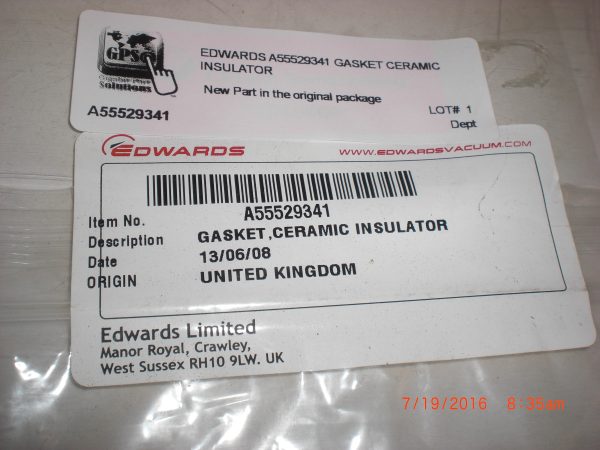 GPSC
Solutions
EDWARDS A55529341 GASKET CERAMIC
INSULATOR
New Part in the original package
A55529341
LOT# 1
Dept
EDWARDS
WWW.EDWARDSVACUUM.COM
A55529341
Item No.
Description GASKET,CERAMIC INSULATOR
Date 13/06/08
ORIGIN UNITED KINGDOM
Edwards Limited
Manor Royal, Crawley,
West Sussex RH10 9LW. UK
7/19/2016 8:35am